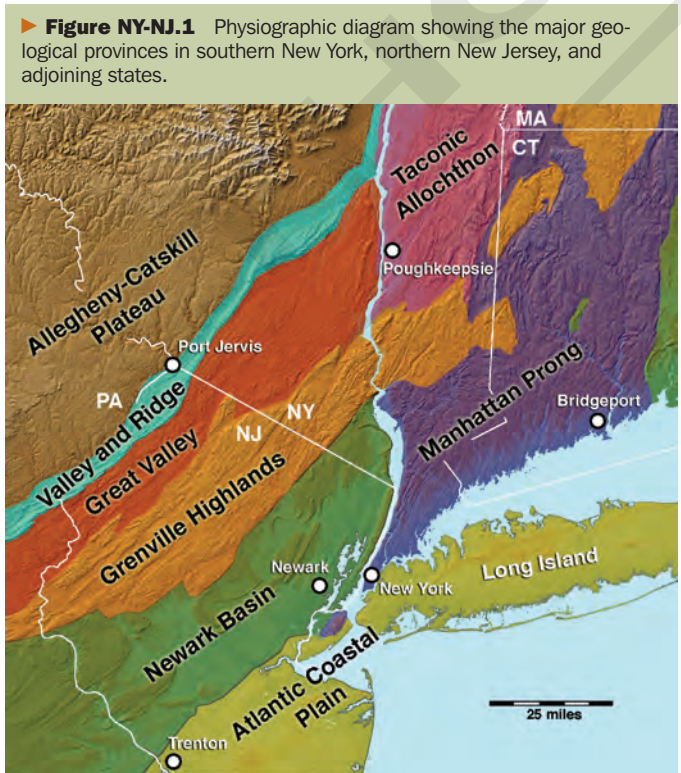 ▶ Figure NY-NJ.1 Physiographic diagram showing the major geo-
logical provinces in southern New York, northern New Jersey, and
adjoining states.
MA
CT
Taconic
Allochthon
Poughkeepsie
Allegheny-Catskill
Plateau
Port Jervis
PA
NY
NJ
Valley and Ridge
Great Valley
Grenville Highlands
Manhattan Prong
Bridgeport
Newark
New York
Long Island
Newark Basin
Atlantic Coastal
Plain
25 miles
Trenton